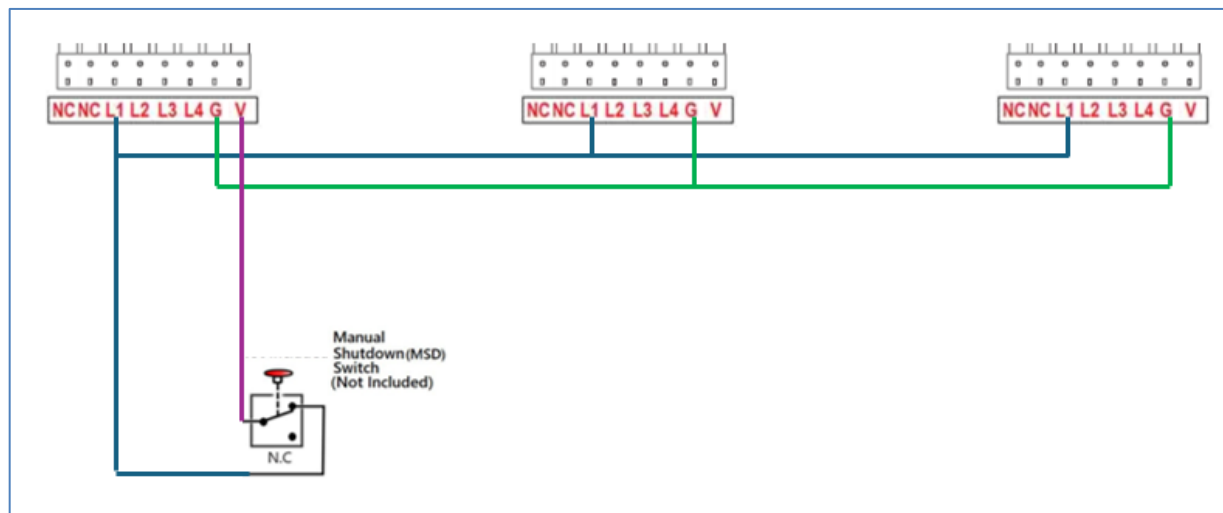 NC NC L1 L2 L3 L4 G V
NC NC L1 L2 L3 L4 G V
NC NC L1 L2 L3 L4 G V
Manual
Shutdown(MSD)
Switch
(Not Included)
N.C